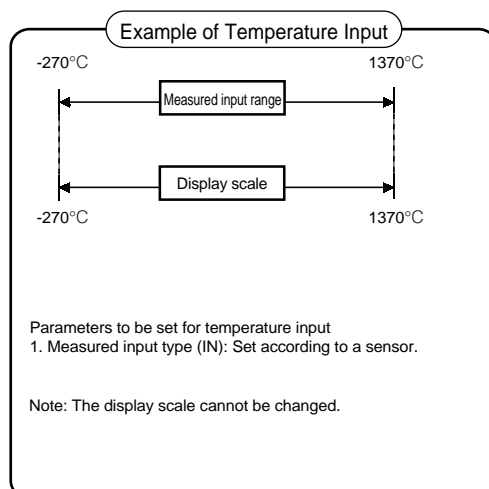 Example of Temperature Input
-270°C 1370°C
Measured input range
Display scale
-270°C 1370°C
Parameters to be set for temperature input
1. Measured input type (IN): Set according to a sensor.
Note: The display scale cannot be changed.